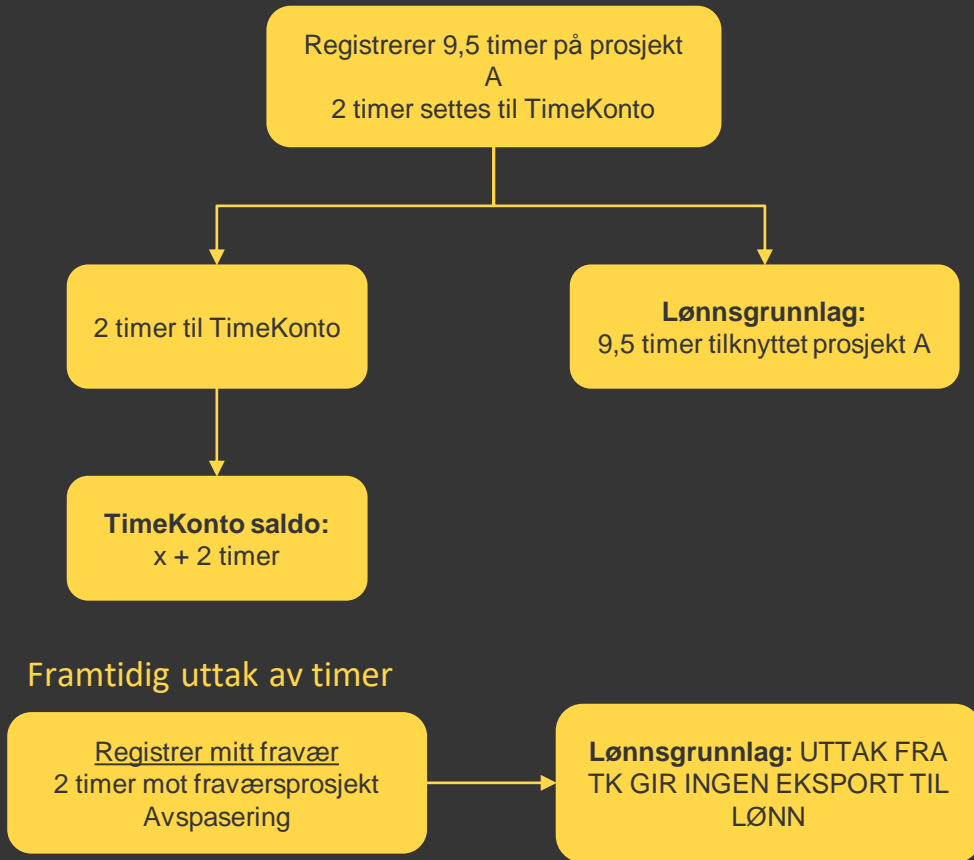 Registrerer 9,5 timer på prosjekt
A
2 timer settes til TimeKonto
2 timer til TimeKonto
Lønnsgrunnlag:
9,5 timer tilknyttet prosjekt A
TimeKonto saldo:
x + 2 timer
Framtidig uttak av timer
Registrer mitt fravær
2 timer mot fraværsprosjekt
Avspasering
Lønnsgrunnlag: UTTAK FRA
TK GIR INGEN EKSPORT TIL
LØNN